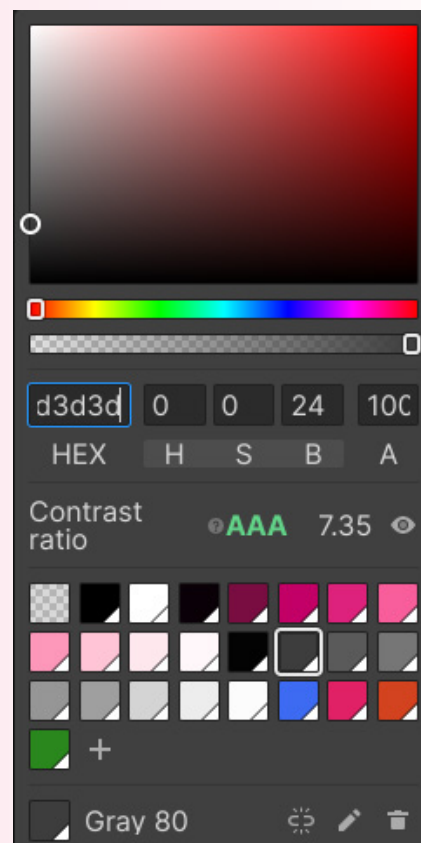 d3d3d 0 0 24 100
HEX H S B A
Contrast
ratio AAA 7.35
Gray 80